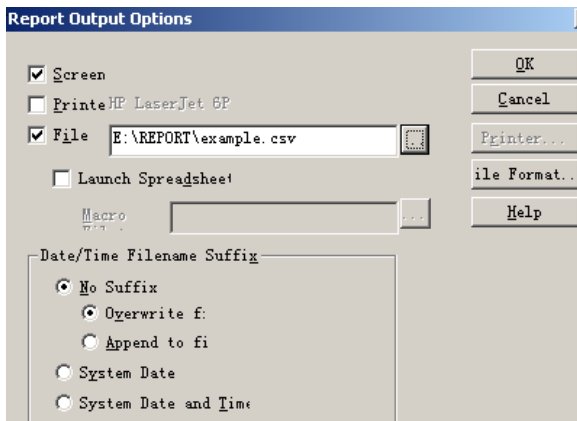 Report Output Options
Screen
OK
Printe HP LaserJet 6P
Cancel
File E:\REPORT\example.csv ..
Printer...
Launch Spreadsheet
ile Format..
Macro ...
Help
Date/Time Filename Suffix
No Suffix
Overwrite f:
Append to fi
System Date
System Date and Time